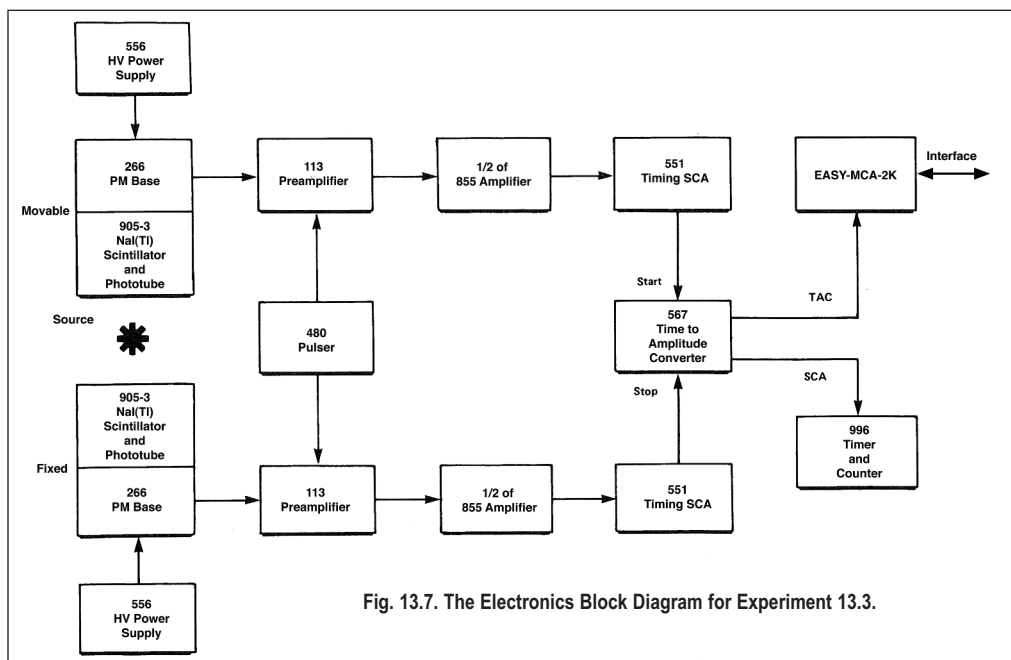 556
HV Power
Supply
266
PM Base
Movable
905-3
NaI(Tl)
Scintillator
and
Phototube
113
Preamplifier
1/2 of
855 Amplifier
551
Timing SCA
EASY-MCA-2K
Interface
Source
480
Pulser
Start
567
Time to
Amplitude
Converter
TAC
SCA
Stop
996
Timer
and
Counter
905-3
NaI(Tl)
Scintillator
and
Phototube
Fixed
266
PM Base
113
Preamplifier
1/2 of
855 Amplifier
551
Timing SCA
556
HV Power
Supply
Fig. 13.7. The Electronics Block Diagram for Experiment 13.3.